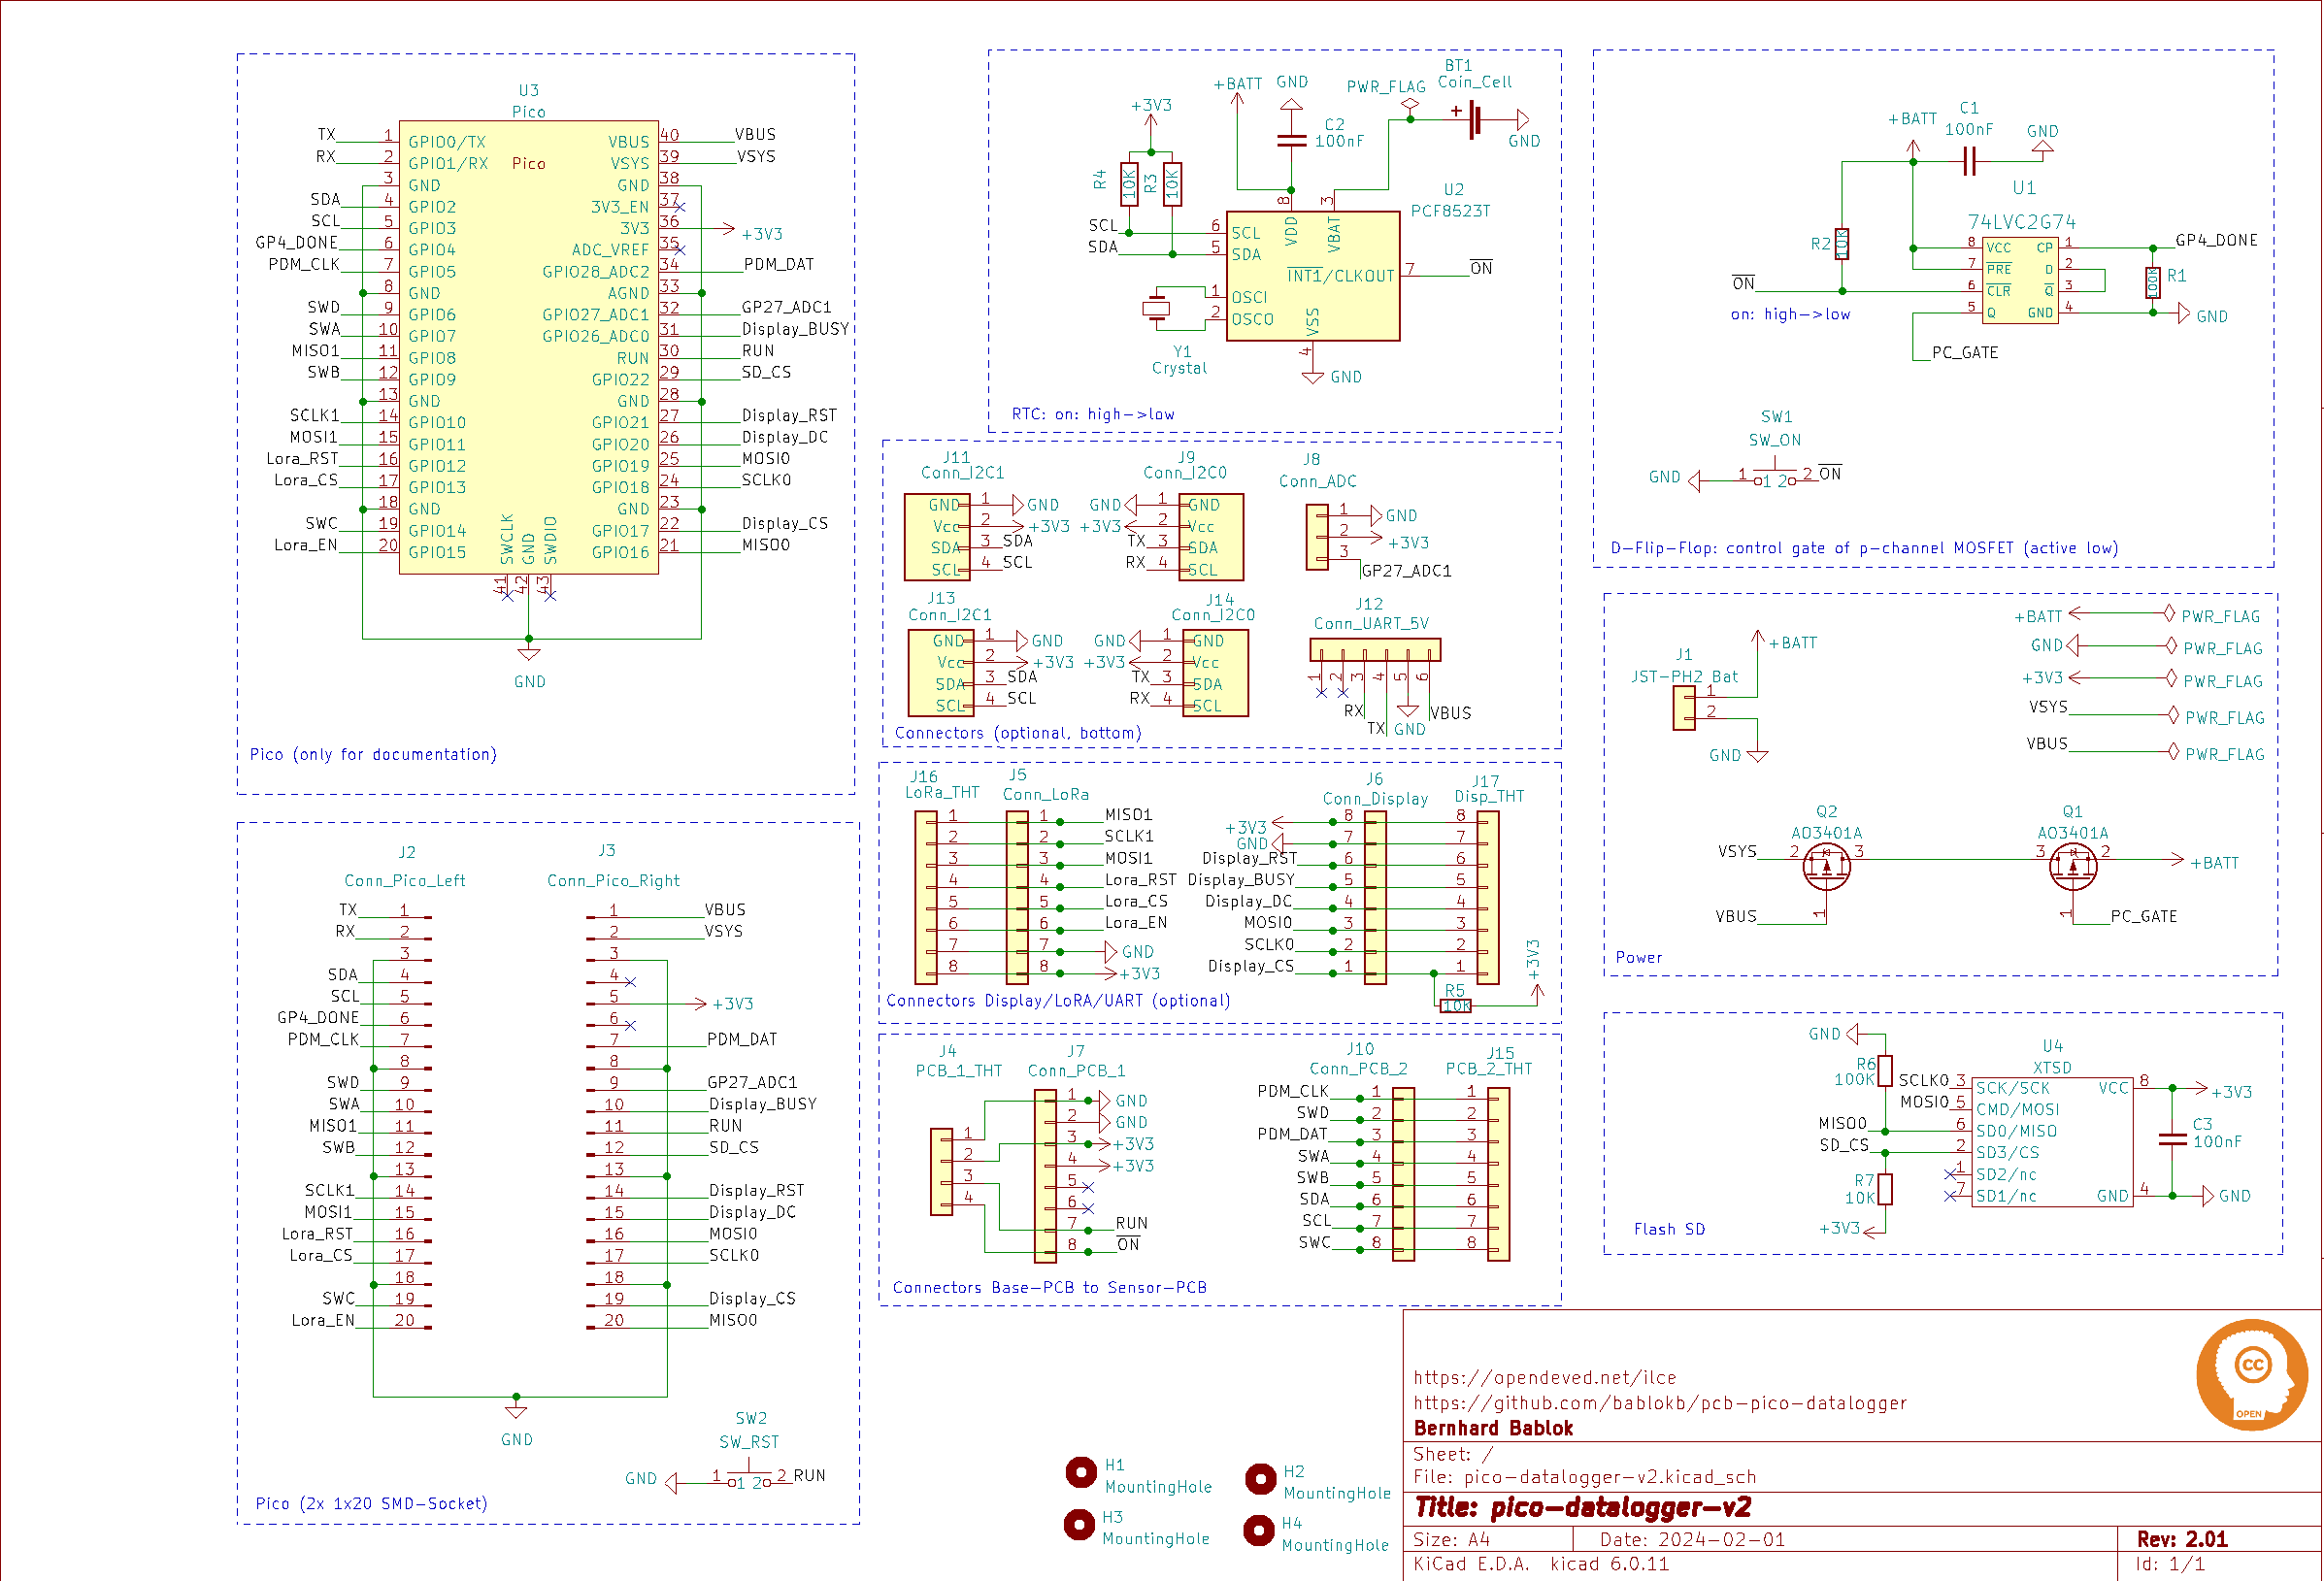 U3
Pico
Pico
TX 1 GPIO0/TX VBUS 40 VBUS
RX 2 GPIO1/RX VSYS 39 VSYS
3 GND GND 38
SDA 4 GPIO2 3V3_EN 37
SCL 5 GPIO3 3V3 36 +3V3
GP4_DONE 6 GPIO4 ADC_VREF 35
PDM_CLK 7 GPIO5 GPIO28_ADC2 34 PDM_DAT
8 GND AGND 33
SWD 9 GPIO6 GPIO27_ADC1 32 GP27_ADC1
SWA 10 GPIO7 GPIO26_ADC0 31 Display_BUSY
MISO1 11 GPIO8 RUN 30 RUN
SWB 12 GPIO9 GPIO22 29 SD_CS
13 GND GND 28
SCLK1 14 GPIO10 GPIO21 27 Display_RST
MOSI1 15 GPIO11 GPIO20 26 Display_DC
Lora_RST 16 GPIO12 GPIO19 25 MOSI0
Lora_CS 17 GPIO13 GPIO18 24 SCLK0
18 GND GND 23
SWC 19 GPIO14 GPIO17 22 Display_CS
Lora_EN 20 GPIO15 GPIO16 21 MISO0
SWCLK GND SWDIO
41 42 43
GND
Pico (only for documentation)
J2
Conn_Pico_Left
J3
Conn_Pico_Right
TX 1 1 VBUS
RX 2 2 VSYS
3 3
SDA 4 4
SCL 5 5 +3V3
GP4_DONE 6 6
PDM_CLK 7 7 PDM_DAT
8 8
SWD 9 9 GP27_ADC1
SWA 10 10 Display_BUSY
MISO1 11 11 RUN
SWB 12 12 SD_CS
13 13
SCLK1 14 14 Display_RST
MOSI1 15 15 Display_DC
Lora_RST 16 16 MOSI0
Lora_CS 17 17 SCLK0
18 18
SWC 19 19 Display_CS
Lora_EN 20 20 MISO0
GND
SW2
SW_RST
GND 1 1 2 2 RUN
Pico (2x 1x20 SMD-Socket)
BT1
Coin_Cell
+BATT GND PWR_FLAG
+
GND
+3V3
C2
100nF
R4 10K R3 10K
U2
PCF8523T
8 3
VDD VBAT
SCL 6 SCL
SDA 5 SDA
INT1/CLKOUT 7 ON
1 OSCI
2 OSCO
VSS
4
GND
Y1
Crystal
RTC: on: high->low
J11
Conn_I2C1
GND 1 GND
Vcc 2 +3V3
SDA 3 SDA
SCL 4 SCL
J9
Conn_I2C0
GND 1 GND
+3V3 2 Vcc
TX 3 SDA
RX 4 SCL
J8
Conn_ADC
1 GND
2 +3V3
3
GP27_ADC1
J13
Conn_I2C1
GND 1 GND
Vcc 2 +3V3
SDA 3 SDA
SCL 4 SCL
J14
Conn_I2C0
GND 1 GND
+3V3 2 Vcc
TX 3 SDA
RX 4 SCL
J12
Conn_UART_5V
1 2 3 4 5 6
RX VBUS
TX GND
Connectors (optional, bottom)
J16
LoRa_THT
J5
Conn_LoRa
1 1 MISO1
2 2 SCLK1
3 3 MOSI1
4 4 Lora_RST
5 5 Lora_CS
6 6 Lora_EN
7 7 GND
8 8 +3V3
J6
Conn_Display
J17
Disp_THT
+3V3 8 8
GND 7 7
Display_RST 6 6
Display_BUSY 5 5
Display_DC 4 4
MOSI0 3 3
SCLK0 2 2
Display_CS 1 1
+3V3
R5
10K
Connectors Display/LoRA/UART (optional)
J4
PCB_1_THT
1
2
3
4
J7
Conn_PCB_1
1 GND
2 GND
3 +3V3
4 +3V3
5
6
7 RUN
8 ON
J10
Conn_PCB_2
J15
PCB_2_THT
PDM_CLK 1 1
SWD 2 2
PDM_DAT 3 3
SWA 4 4
SWB 5 5
SDA 6 6
SCL 7 7
SWC 8 8
Connectors Base-PCB to Sensor-PCB
C1
100nF
+BATT
GND
U1
74LVC2G74
R2 10K
8 VCC CP 1 GP4_DONE
7 PRE D 2
ON 6 CLR Q 3
5 Q GND 4 GND
R1
100K
on: high->low
PC_GATE
SW1
SW_ON
GND 1 1 2 2 ON
D-Flip-Flop: control gate of p-channel MOSFET (active low)
+BATT PWR_FLAG
GND PWR_FLAG
+3V3 PWR_FLAG
VSYS PWR_FLAG
VBUS PWR_FLAG
+BATT
J1
JST-PH2 Bat
1
2
GND
Q2
AO3401A
Q1
AO3401A
VSYS 2 3 3 2 +BATT
VBUS 1 1 PC_GATE
Power
GND
R6
100K
U4
XTSD
SCLK0 3 SCK/SCK VCC 8 +3V3
MOSI0 5 CMD/MOSI
MISO0 6 SD0/MISO
SD_CS 2 SD3/CS
1 SD2/nc
7 SD1/nc GND 4 GND
C3
100nF
R7
10K
+3V3
Flash SD
H1
MountingHole
H2
MountingHole
H3
MountingHole
H4
MountingHole
https://opendeved.net/ilce
https://github.com/bablokb/pcb-pico-datalogger
Bernhard Bablok
Sheet: /
File: pico-datalogger-v2.kicad_sch
Title: pico-datalogger-v2
Size: A4 Date: 2024-02-01 Rev: 2.01
KiCad E.D.A. kicad 6.0.11 Id: 1/1
CC
OPEN